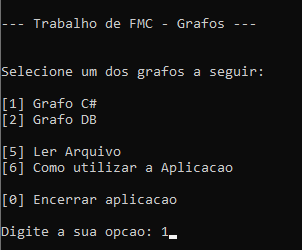 --- Trabalho de FMC - Grafos ---
Selecione um dos grafos a seguir:
[1] Grafo C#
[2] Grafo DB
[5] Ler Arquivo
[6] Como utilizar a Aplicacao
[0] Encerrar aplicacao
Digite a sua opcao: 1_